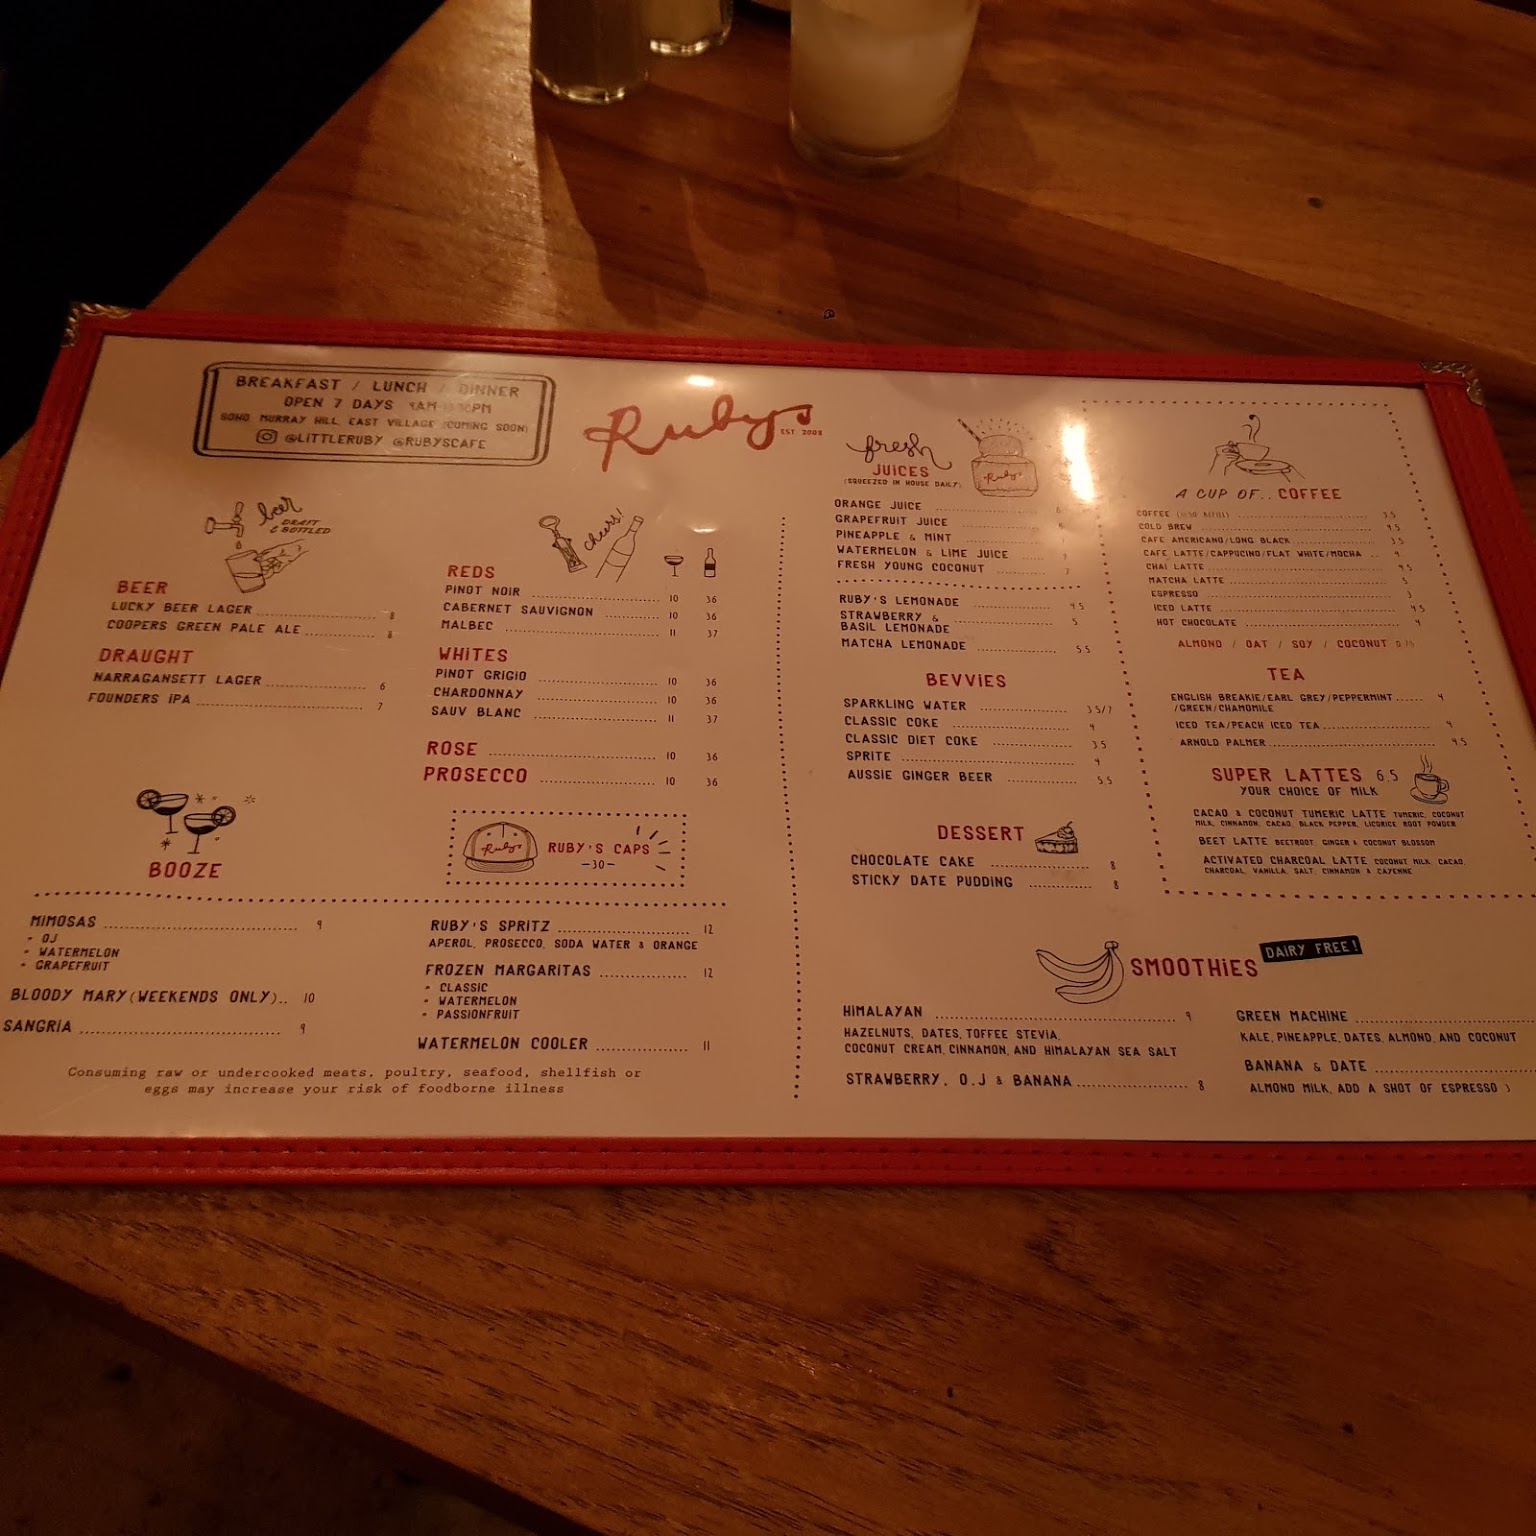 BREAKFAST / LUNCH / DINNER
OPEN 7 DAYS 9AM
SOHO, MURRAY HILL, EAST VILLAGE (COMING SOON)
@LITTLERUBY @RUBYSCAFE
Rubys
EST. 2003
beer
DRAFT
& BOTTLED
BEER
LUCKY BEER LAGER 8
COOPERS GREEN PALE ALE 8
DRAUGHT
NARRAGANSETT LAGER 6
FOUNDERS IPA 7
cheers!
REDS
PINOT NOIR 10 36
CABERNET SAUVIGNON 10 36
MALBEC 11 37
WHITES
PINOT GRIGIO 10 36
CHARDONNAY 10 36
SAUV BLANC 11 37
ROSE 10 36
PROSECCO 10 36
Rubys
RUBY'S CAPS
-30-
BOOZE
MIMOSAS 9
- OJ
- WATERMELON
- GRAPEFRUIT
BLOODY MARY (WEEKENDS ONLY).. 10
SANGRIA 9
RUBY'S SPRITZ 12
APEROL, PROSECCO, SODA WATER & ORANGE
FROZEN MARGARITAS 12
- CLASSIC
- WATERMELON
- PASSIONFRUIT
WATERMELON COOLER 11
Consuming raw or undercooked meats, poultry, seafood, shellfish or
eggs may increase your risk of foodborne illness
fresh
JUICES
(SQUEEZED IN HOUSE DAILY)
Rubys
ORANGE JUICE
GRAPEFRUIT JUICE
PINEAPPLE & MINT
WATERMELON & LIME JUICE
FRESH YOUNG COCONUT 7
RUBY'S LEMONADE 4.5
STRAWBERRY &
BASIL LEMONADE 5
MATCHA LEMONADE 5.5
BEVVIES
SPARKLING WATER 3.5/7
CLASSIC COKE 4
CLASSIC DIET COKE 3.5
SPRITE 4
AUSSIE GINGER BEER 5.5
DESSERT
CHOCOLATE CAKE 8
STICKY DATE PUDDING 8
A CUP OF.. COFFEE
COFFEE 3.5
COLD BREW 4.5
CAFE AMERICANO/LONG BLACK 3.5
CAFE LATTE/CAPPUCINO/FLAT WHITE/MOCHA 4
CHAI LATTE 4.5
MATCHA LATTE 5
ESPRESSO 3
ICED LATTE 4.5
HOT CHOCOLATE 4
ALMOND / OAT / SOY / COCONUT
TEA
ENGLISH BREAKIE/EARL GREY/PEPPERMINT 4
/GREEN/CHAMOMILE
ICED TEA/PEACH ICED TEA 4
ARNOLD PALMER 4.5
SUPER LATTES 6.5
YOUR CHOICE OF MILK
CACAO & COCONUT TUMERIC LATTE TUMERIC, COCONUT
MILK, CINNAMON, CACAO, BLACK PEPPER, LICORICE ROOT POWDER
BEET LATTE BEETROOT GINGER & COCONUT BLOSSOM
ACTIVATED CHARCOAL LATTE COCONUT MILK, CACAO,
CHARCOAL, VANILLA, SALT, CINNAMON & CAYENNE
SMOOTHIES DAIRY FREE!
HIMALAYAN 9
HAZELNUTS, DATES, TOFFEE STEVIA,
COCONUT CREAM, CINNAMON, AND HIMALAYAN SEA SALT
STRAWBERRY, O.J & BANANA 8
GREEN MACHINE
KALE, PINEAPPLE, DATES, ALMOND, AND COCONUT
BANANA & DATE
ALMOND MILK, ADD A SHOT OF ESPRESSO 3